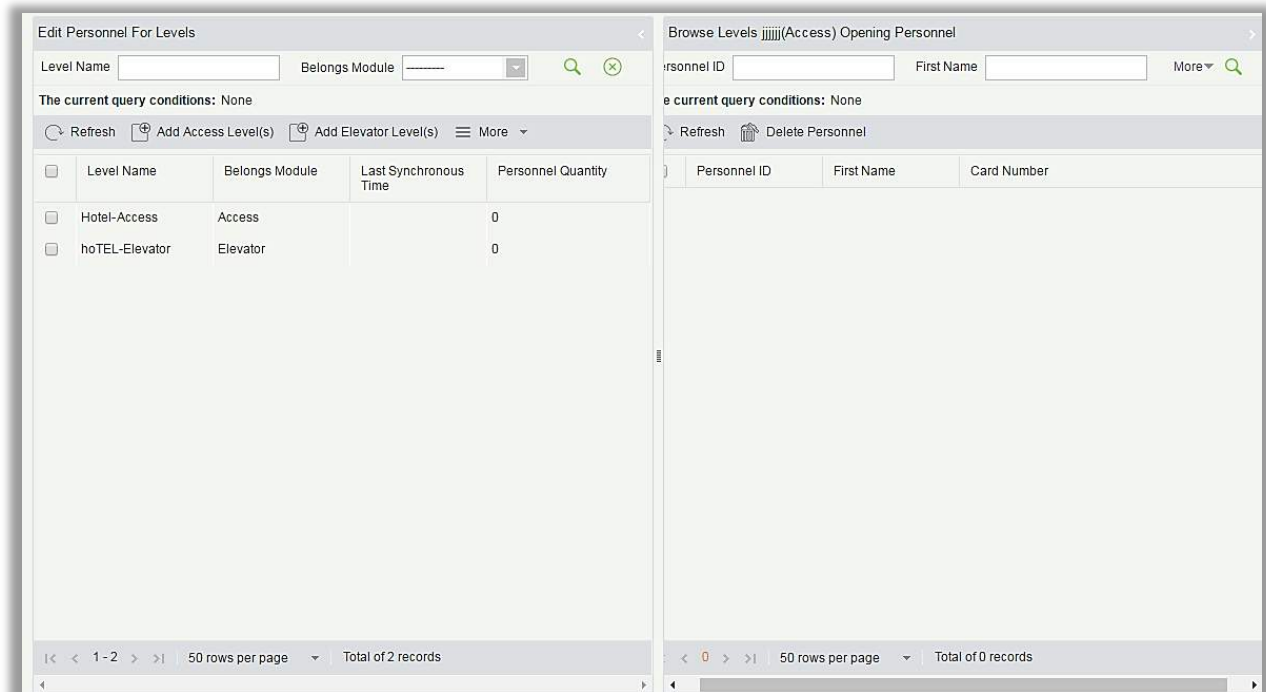 Edit Personnel For Levels
Level Name Belongs Module ---------
The current query conditions: None
Refresh Add Access Level(s) Add Elevator Level(s) More
Level Name Belongs Module Last Synchronous Time Personnel Quantity
Hotel-Access Access 0
hoTEL-Elevator Elevator 0
1 - 2 50 rows per page Total of 2 records
Browse Levels jjjjjj(Access) Opening Personnel
rsonnel ID First Name More
e current query conditions: None
Refresh Delete Personnel
Personnel ID First Name Card Number
0 50 rows per page Total of 0 records